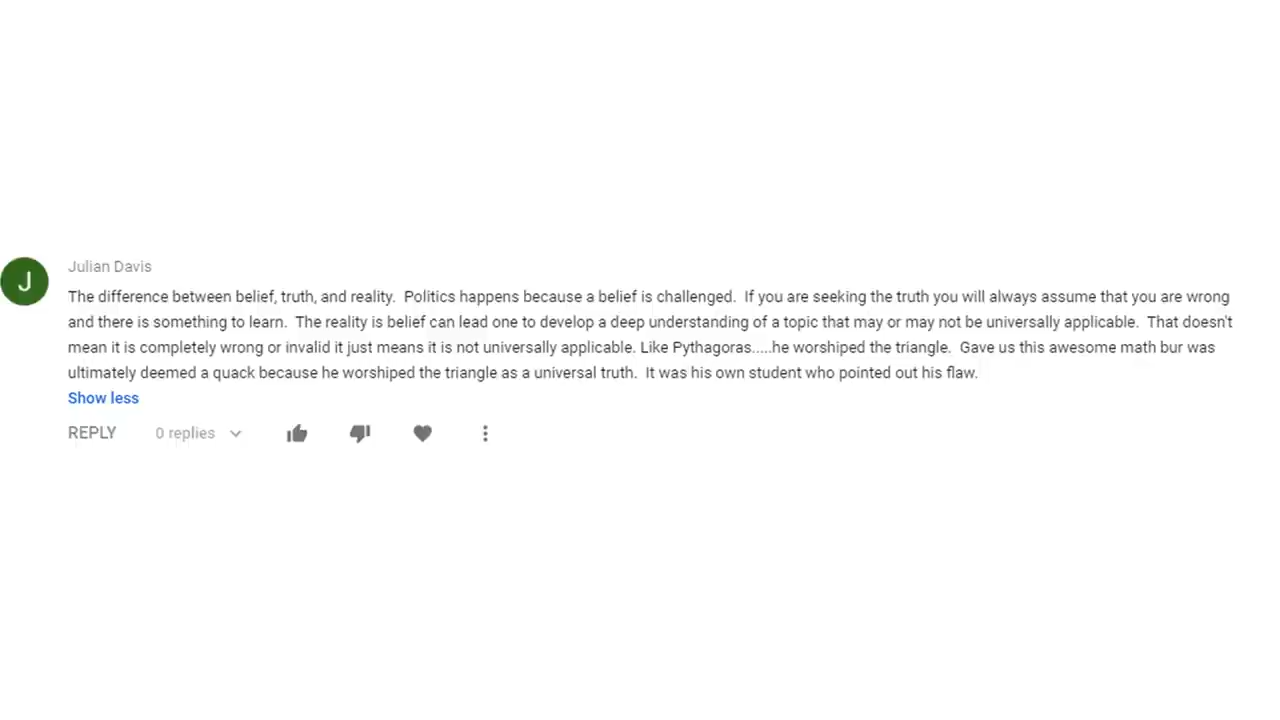 J
Julian Davis
The difference between belief, truth, and reality.  Politics happens because a belief is challenged.  If you are seeking the truth you will always assume that you are wrong
and there is something to learn.  The reality is belief can lead one to develop a deep understanding of a topic that may or may not be universally applicable.  That doesn't
mean it is completely wrong or invalid it just means it is not universally applicable. Like Pythagoras.....he worshiped the triangle.  Gave us this awesome math bur was
ultimately deemed a quack because he worshiped the triangle as a universal truth.  It was his own student who pointed out his flaw.
Show less
REPLY 0 replies